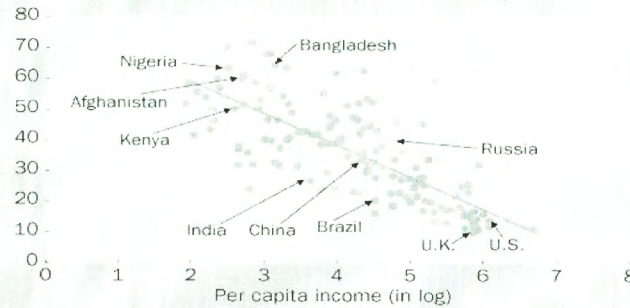 80
70
Bangladesh
Nigeria
60
Afghanistan
50
Kenya
40
Russia
30
20
India China Brazil
10
U.K. U.S.
0
0 1 2 3 4 5 6 7 8
Per capita income (in log)